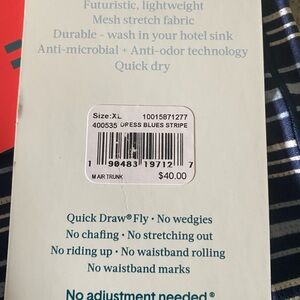 Futuristic, lightweight
Mesh stretch fabric
Durable - wash in your hotel sink
Anti-microbial + Anti-odor technology
Quick dry
Size:XL 10015871277
400535 DRESS BLUES STRIPE
1 90483 19712 7
M AIR TRUNK $40.00
Quick Draw® Fly • No wedgies
No chafing • No stretching out
No riding up • No waistband rolling
No waistband marks
No adjustment needed®